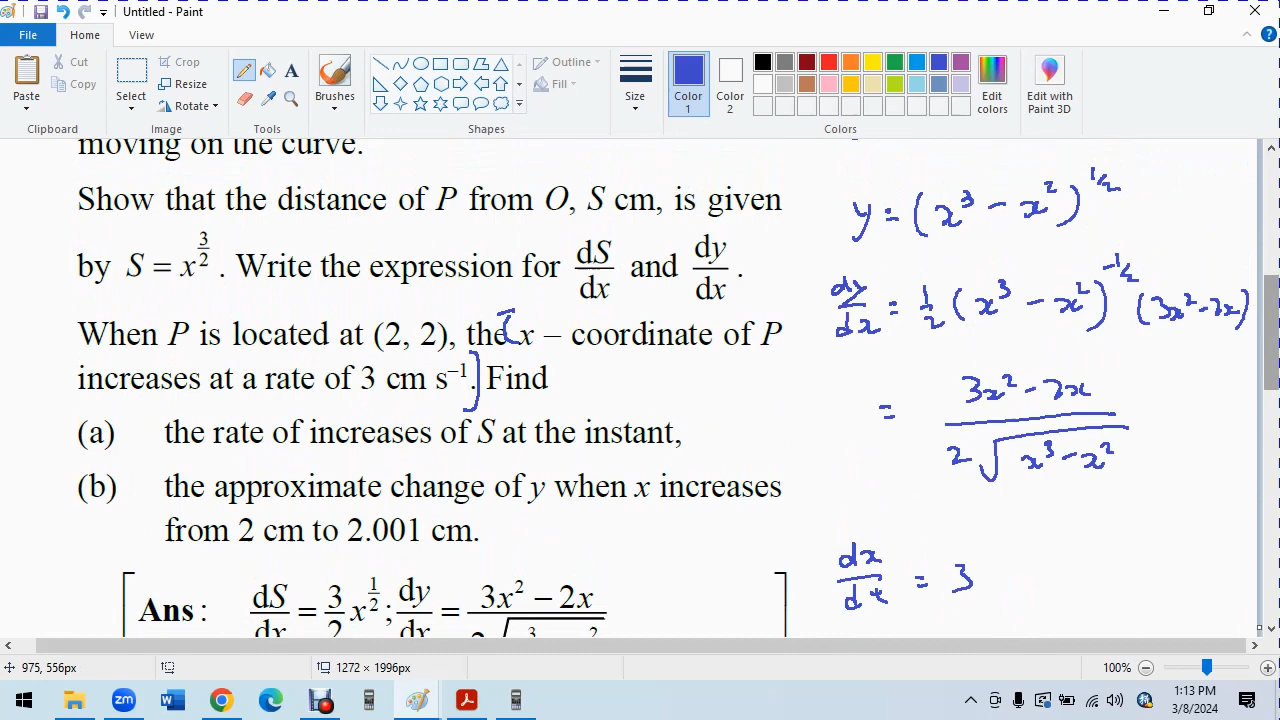 Untitled - Paint
File Home View
Paste
Cut
Copy
Clipboard
Select
Crop
Resize
Rotate
Image
Tools
Brushes
Outline
Fill
Shapes
Size
Color 1
Color 2
Edit colors
Colors
Edit with Paint 3D
moving on the curve.
Show that the distance of P from O, S cm, is given
by S = x^(3/2). Write the expression for dS/dx and dy/dx.
When P is located at (2, 2), the x – coordinate of P
increases at a rate of 3 cm s⁻¹. Find
(a) the rate of increases of S at the instant,
(b) the approximate change of y when x increases
from 2 cm to 2.001 cm.
Ans : dS/dx = 3/2 x^(1/2); dy/dx = 3x² − 2x
y = (x³ − x²)^(1/2)
dy/dx = 1/2 (x³ − x²)^(-1/2) (3x² − 2x)
= (3x² − 2x) / (2√(x³ − x²))
dx/dt = 3
975, 556px
1272 × 1996px
100%
zm
W
1:13 PM
3/8/2024